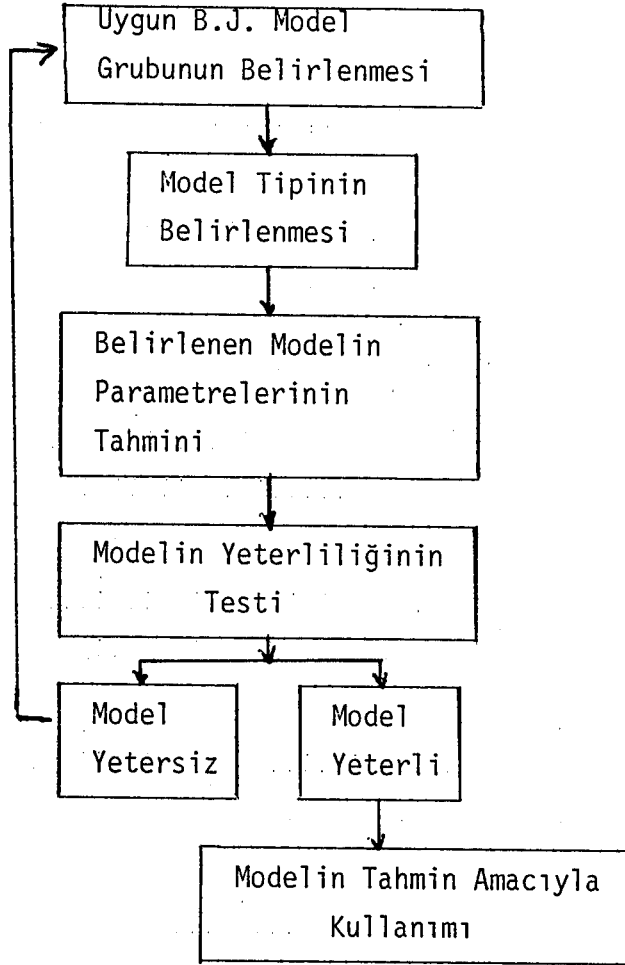 Uygun B.J. Model
Grubunun Belirlenmesi
Model Tipinin
Belirlenmesi
Belirlenen Modelin
Parametrelerinin
Tahmini
Modelin Yeterliliğinin
Testi
Model
Yetersiz
Model
Yeterli
Modelin Tahmin Amacıyla
Kullanımı